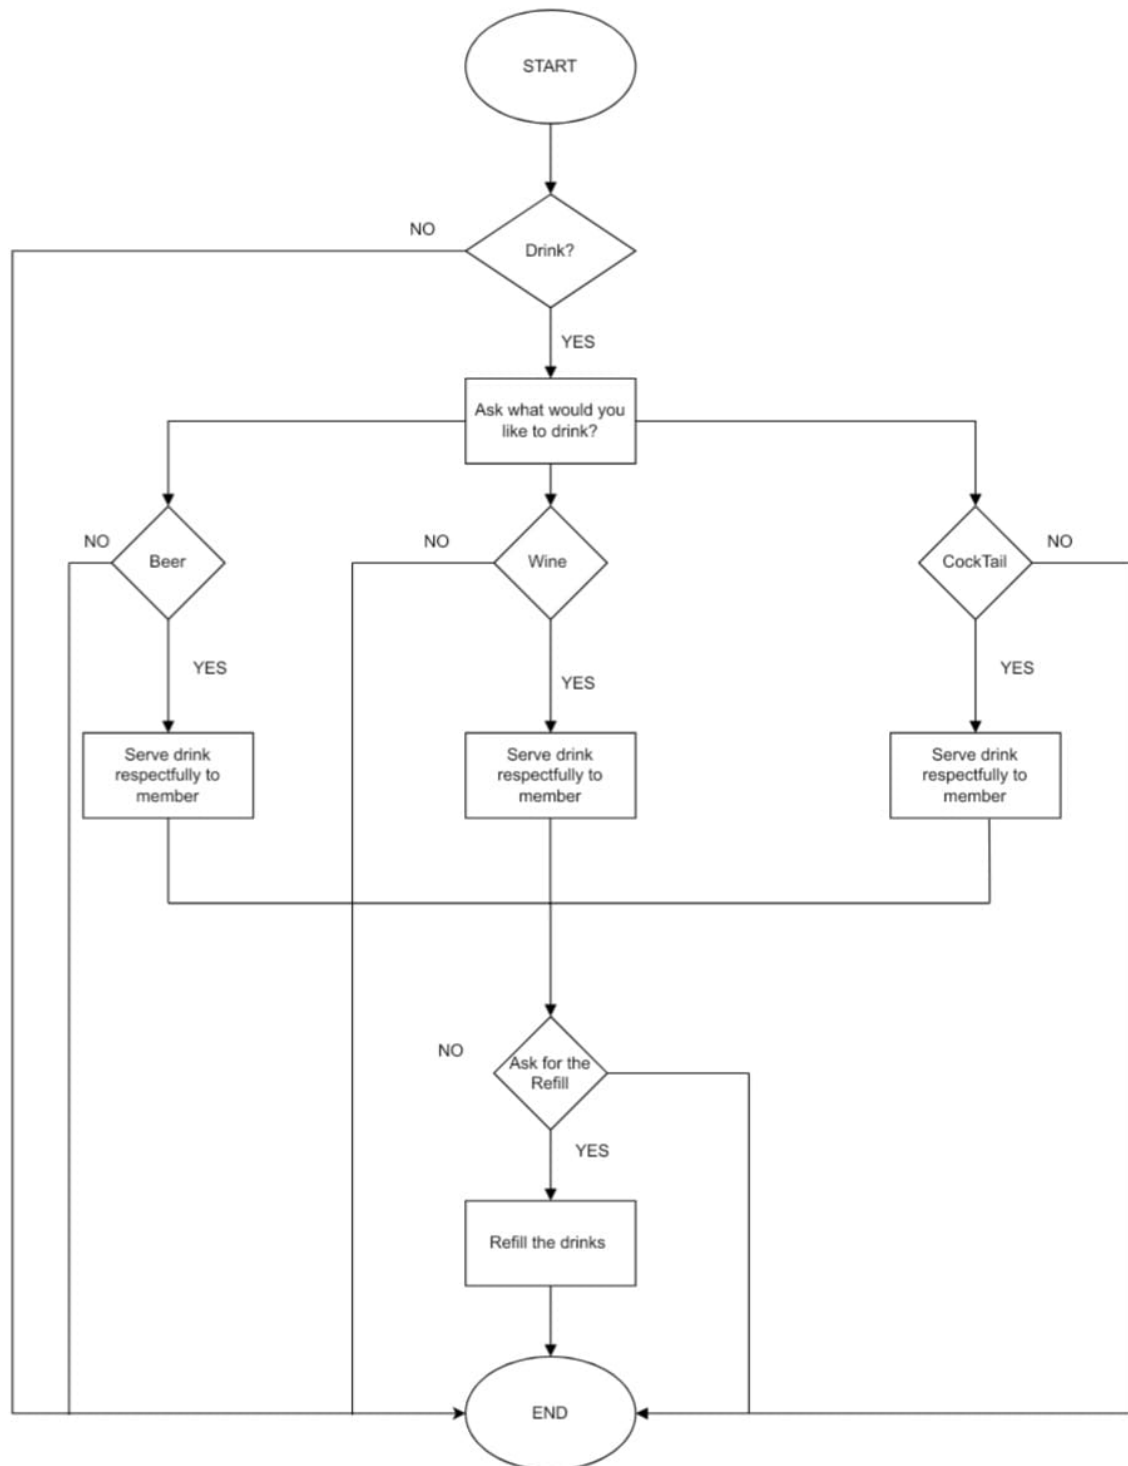 START
NO
Drink?
YES
Ask what would you
like to drink?
NO
Beer
NO
Wine
CockTail
NO
YES
YES
YES
Serve drink
respectfully to
member
Serve drink
respectfully to
member
Serve drink
respectfully to
member
NO
Ask for the
Refill
YES
Refill the drinks
END